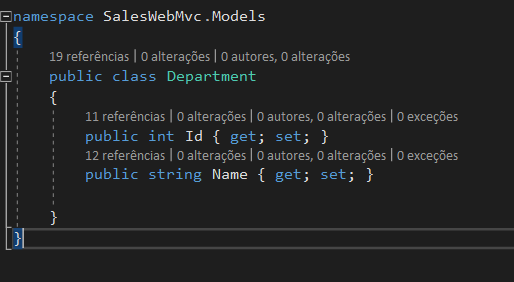 namespace SalesWebMvc.Models
{
19 referências | 0 alterações | 0 autores, 0 alterações
public class Department
{
11 referências | 0 alterações | 0 autores, 0 alterações | 0 exceções
public int Id { get; set; }
12 referências | 0 alterações | 0 autores, 0 alterações | 0 exceções
public string Name { get; set; }
}
}